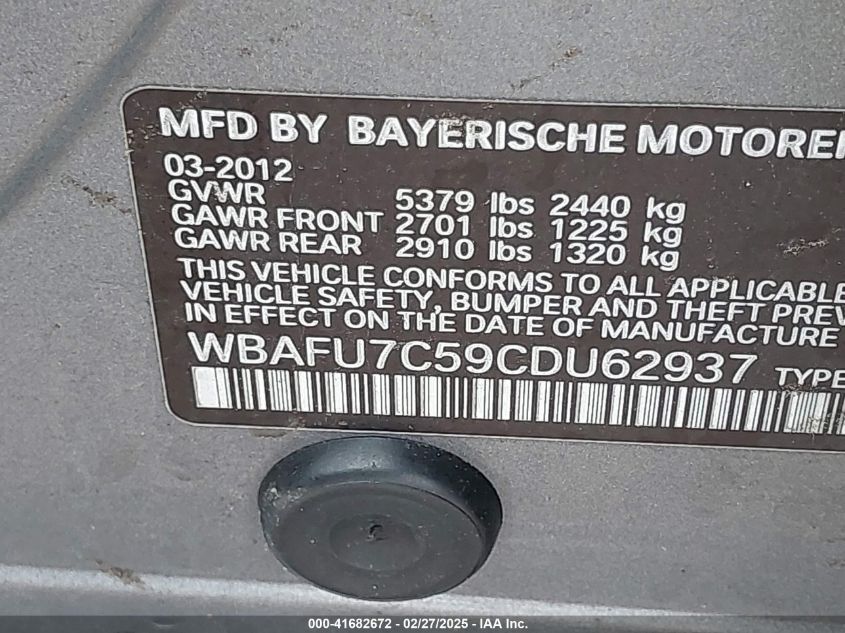 MFD BY BAYERISCHE MOTOREN
03-2012
GVWR 5379 lbs 2440 kg
GAWR FRONT 2701 lbs 1225 kg
GAWR REAR 2910 lbs 1320 kg
THIS VEHICLE CONFORMS TO ALL APPLICABLE
VEHICLE SAFETY, BUMPER AND THEFT PREV
IN EFFECT ON THE DATE OF MANUFACTURE
WBAFU7C59CDU62937 TYPE
000-41682672 - 02/27/2025 - IAA, Inc.